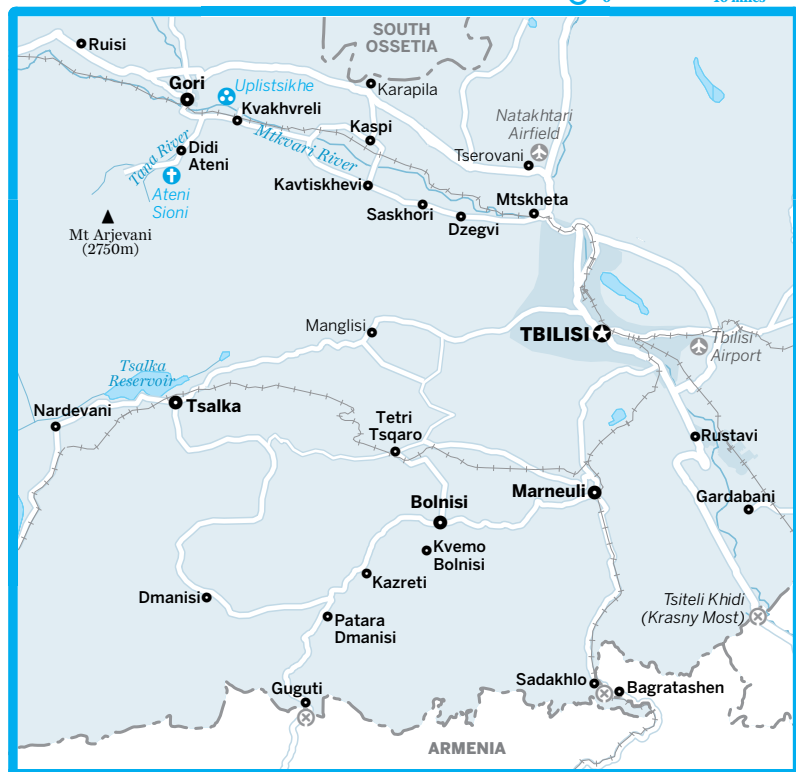 SOUTH
OSSETIA
Ruisi
Gori
Uplistsikhe
Karapila
Kvakhvreli
Natakhtari
Airfield
Kaspi
Mtkvari River
Tana River
Didi
Ateni
Tserovani
Ateni
Sioni
Kavtiskhevi
Saskhori
Mtskheta
Dzegvi
Mt Arjevani
(2750m)
Manglisi
TBILISI
Tbilisi
Airport
Tsalka
Reservoir
Tsalka
Nardevani
Tetri
Tsqaro
Rustavi
Marneuli
Bolnisi
Gardabani
Kvemo
Bolnisi
Kazreti
Dmanisi
Tsiteli Khidi
(Krasny Most)
Patara
Dmanisi
Guguti
Sadakhlo
Bagratashen
ARMENIA